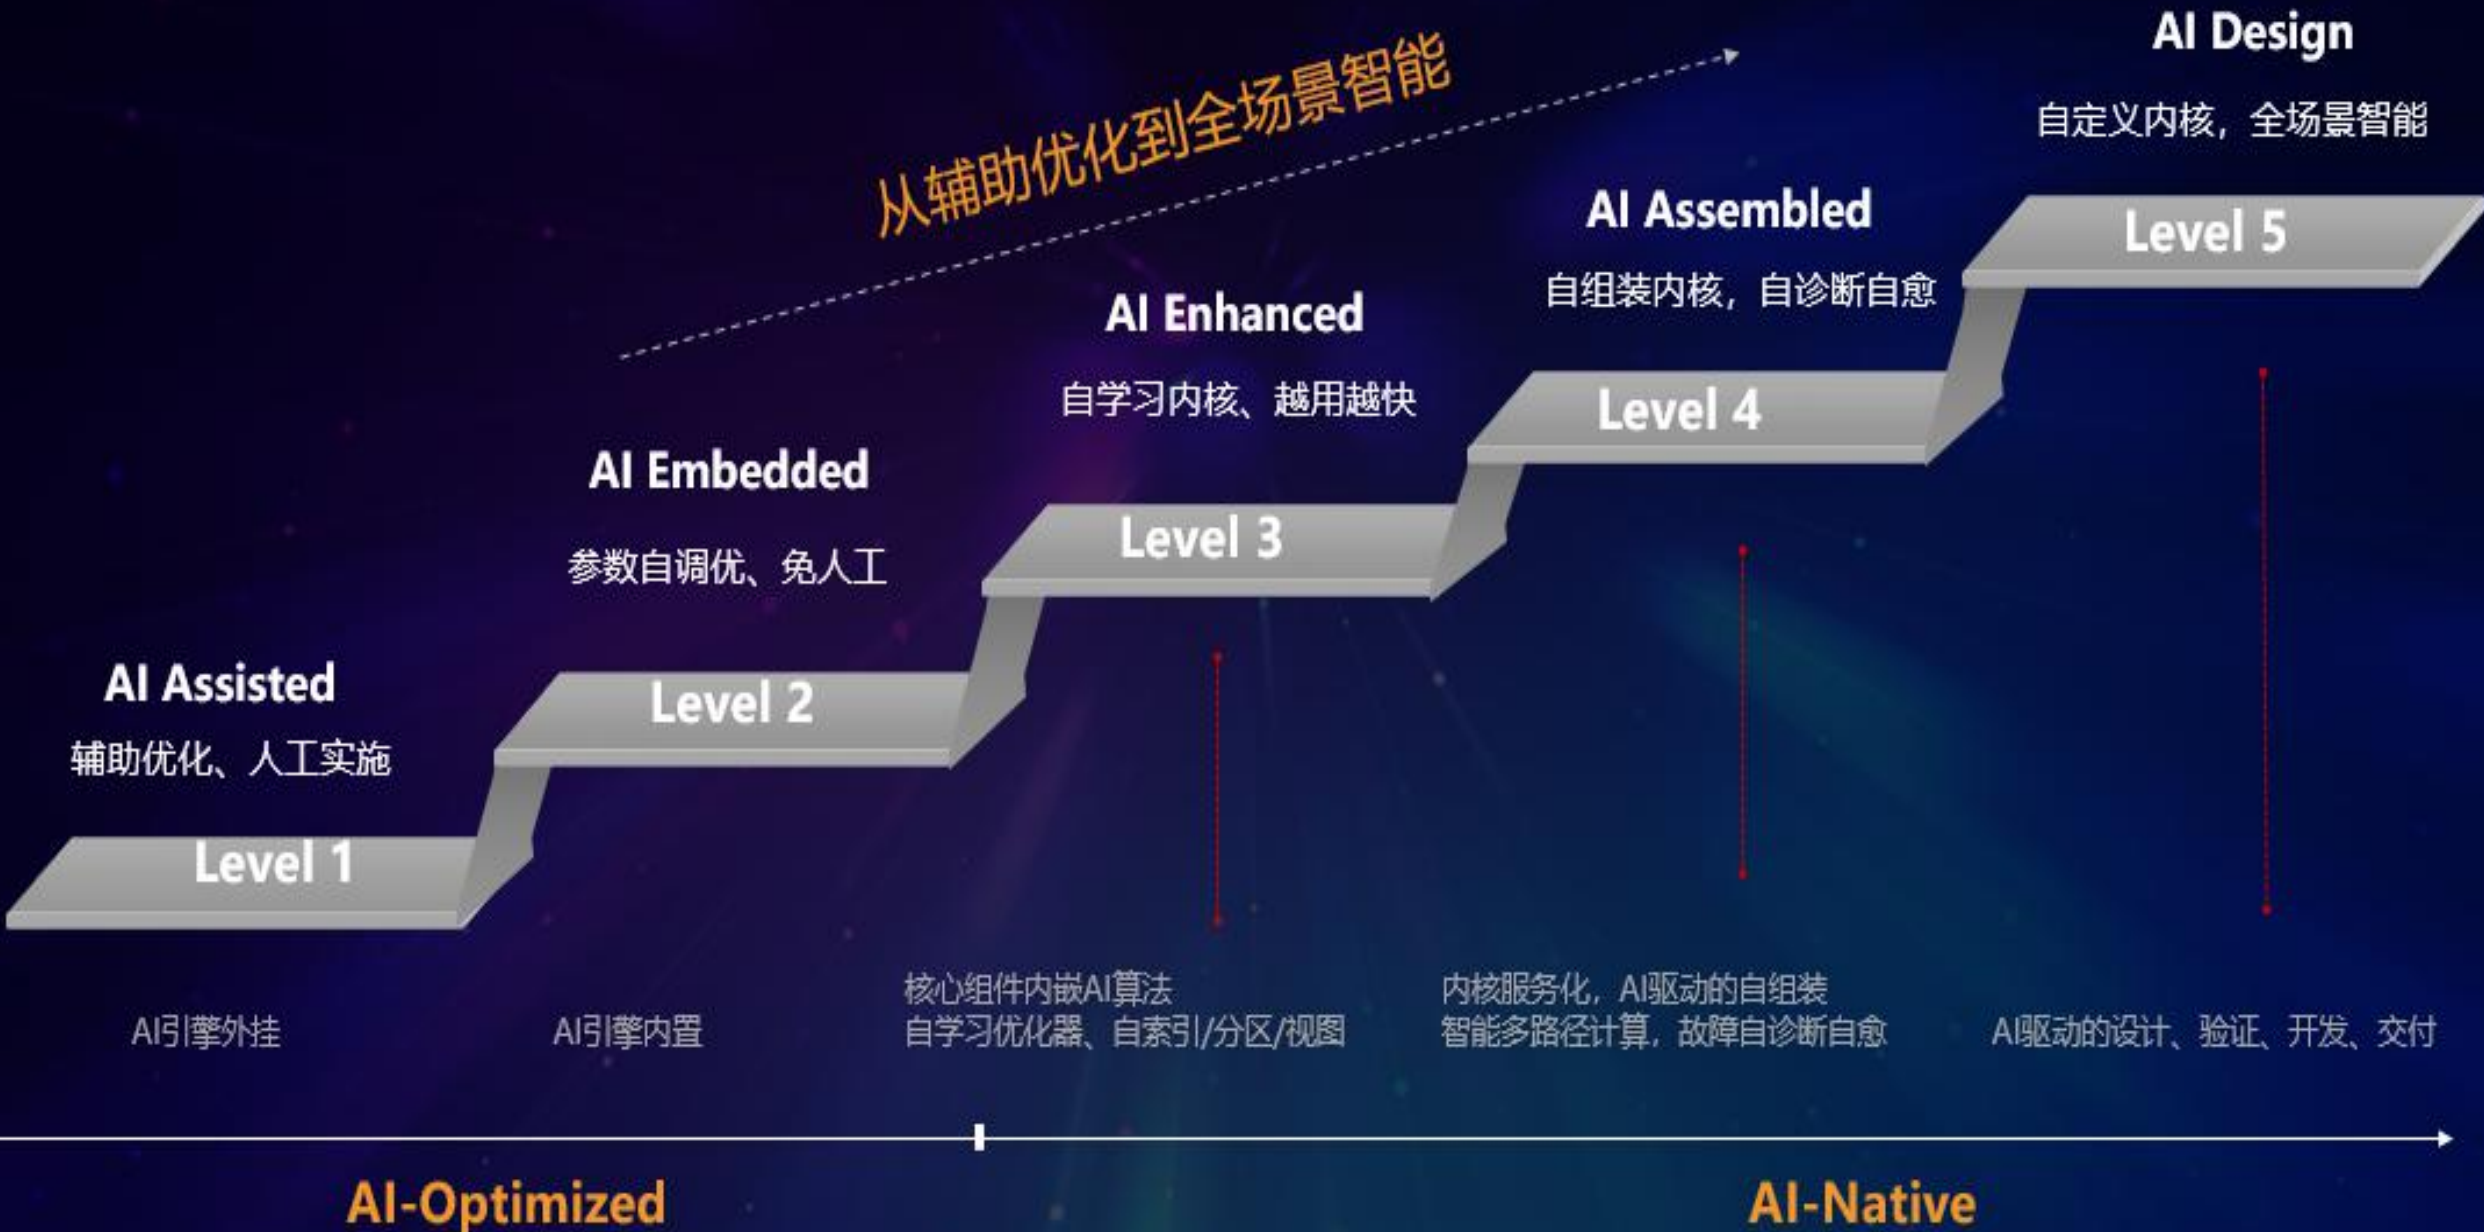 AI Design
自定义内核，全场景智能
从辅助优化到全场景智能
AI Assembled
自组装内核，自诊断自愈
Level 5
AI Enhanced
自学习内核、越用越快
Level 4
AI Embedded
参数自调优、免人工
Level 3
AI Assisted
辅助优化、人工实施
Level 2
Level 1
AI引擎外挂
AI引擎内置
核心组件内嵌AI算法
自学习优化器、自索引/分区/视图
内核服务化，AI驱动的自组装
智能多路径计算，故障自诊断自愈
AI驱动的设计、验证、开发、交付
AI-Optimized
AI-Native